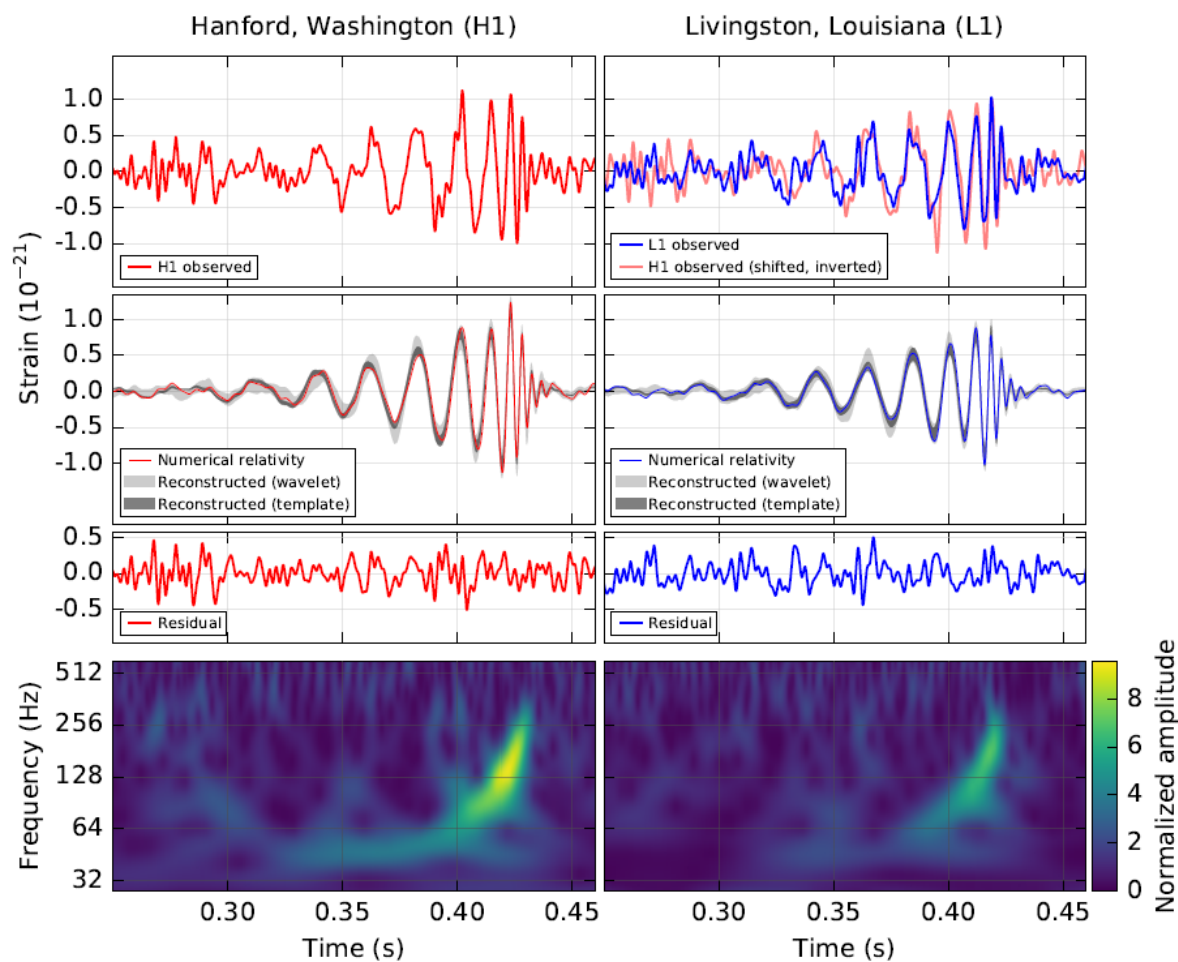 Hanford, Washington (H1)
Livingston, Louisiana (L1)
Strain (10⁻²¹)
1.0
0.5
0.0
-0.5
-1.0
H1 observed
L1 observed
H1 observed (shifted, inverted)
1.0
0.5
0.0
-0.5
-1.0
Numerical relativity
Reconstructed (wavelet)
Reconstructed (template)
Numerical relativity
Reconstructed (wavelet)
Reconstructed (template)
0.5
0.0
-0.5
Residual
Residual
Frequency (Hz)
512
256
128
64
32
0.30 0.35 0.40 0.45
Time (s)
0.30 0.35 0.40 0.45
Time (s)
8
6
4
2
0
Normalized amplitude